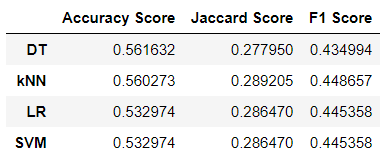 Accuracy Score Jaccard Score F1 Score
DT 0.561632 0.277950 0.434994
kNN 0.560273 0.289205 0.448657
LR 0.532974 0.286470 0.445358
SVM 0.532974 0.286470 0.445358